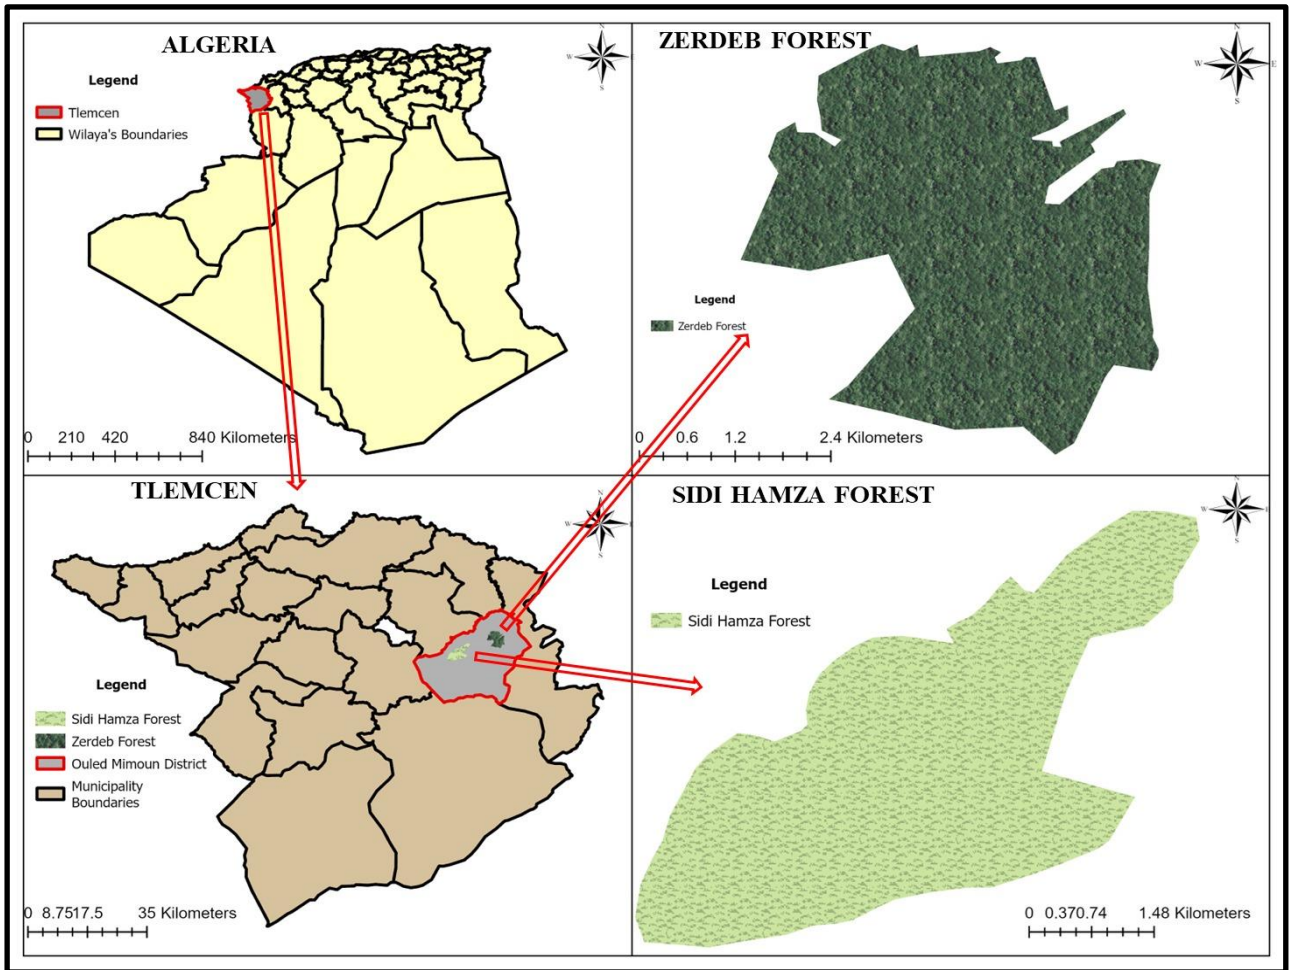 ALGERIA
N
W
E
S
Legend
Tlemcen
Wilaya's Boundaries
0 210 420 840 Kilometers
ZERDEB FOREST
N
W E
S
Legend
Zerdeb Forest
0 0.6 1.2 2.4 Kilometers
TLEMCEN
N
W E
S
Legend
Sidi Hamza Forest
Zerdeb Forest
Ouled Mimoun District
Municipality
Boundaries
0 8.7517.5 35 Kilometers
SIDI HAMZA FOREST
N
W E
S
Legend
Sidi Hamza Forest
0 0.370.74 1.48 Kilometers